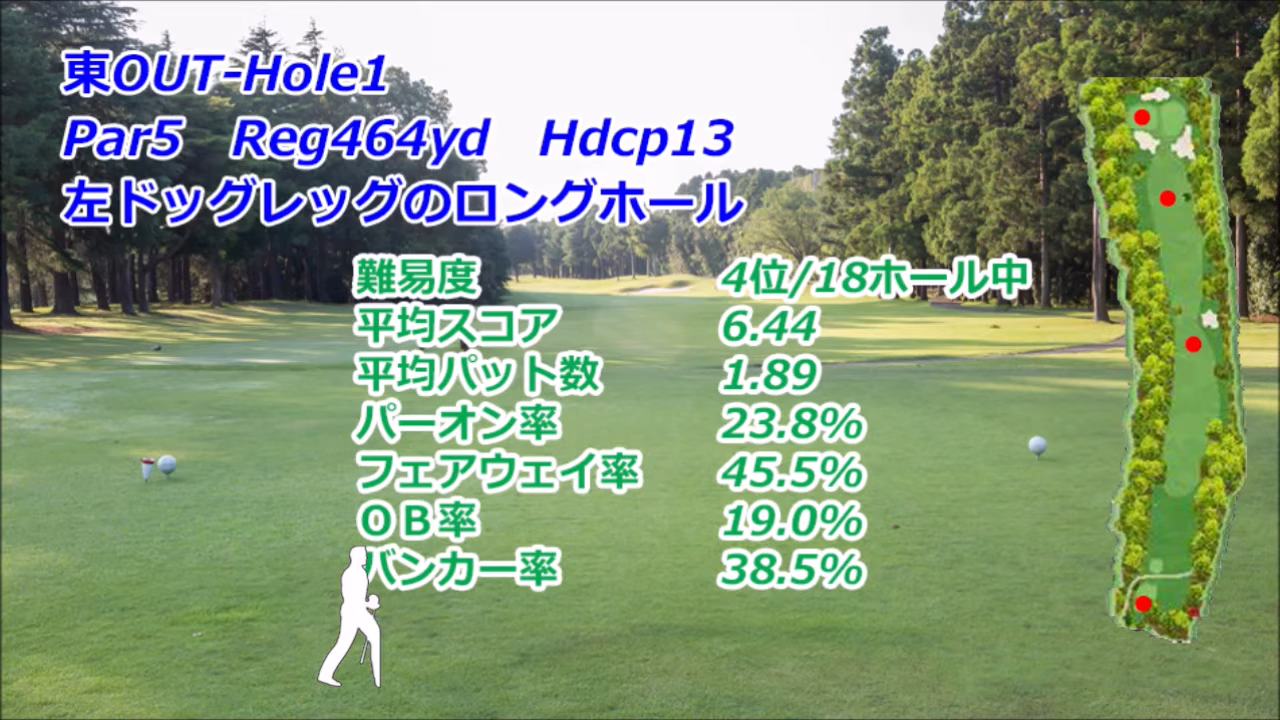 東OUT-Hole1
Par5　Reg464yd　Hdcp13
左ドッグレッグのロングホール
難易度　4位/18ホール中
平均スコア　6.44
平均パット数　1.89
パーオン率　23.8%
フェアウェイ率　45.5%
ＯＢ率　19.0%
バンカー率　38.5%